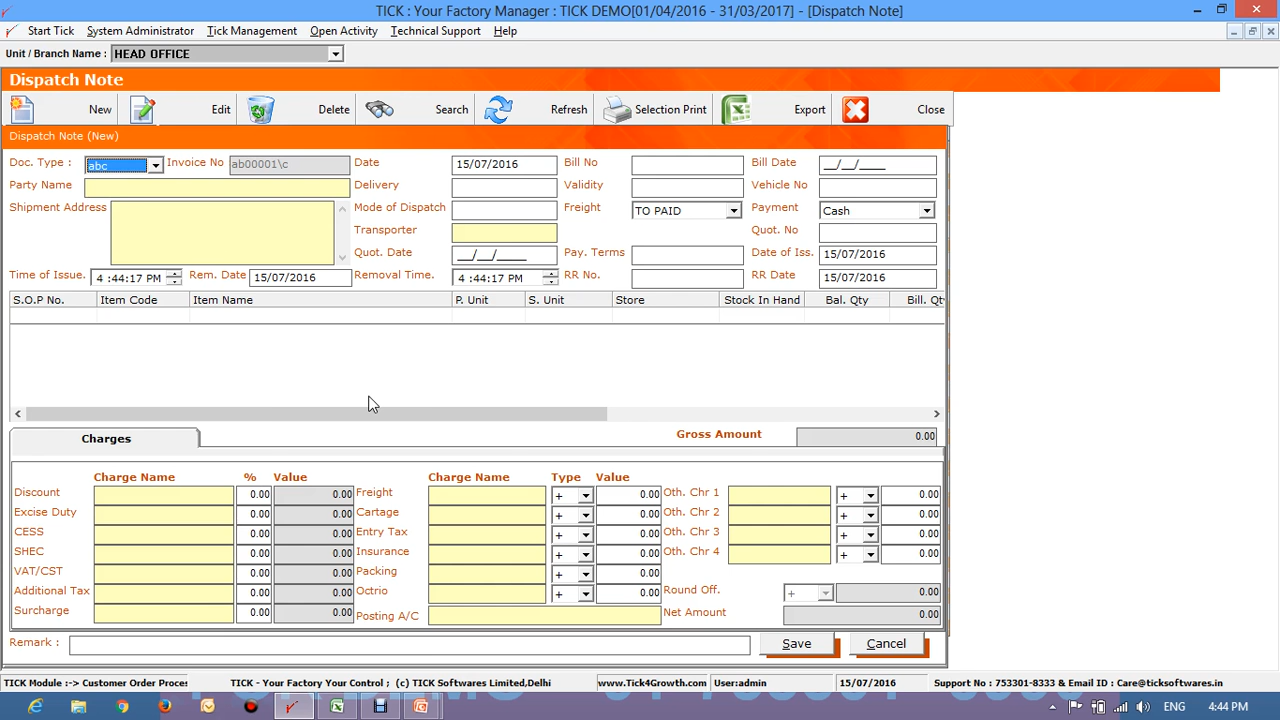 TICK : Your Factory Manager : TICK DEMO[01/04/2016 - 31/03/2017] - [Dispatch Note]
Start Tick System Administrator Tick Management Open Activity Technical Support Help
Unit / Branch Name : HEAD OFFICE
Dispatch Note
New Edit Delete Search Refresh Selection Print Export Close
Dispatch Note (New)
Doc. Type : abc Invoice No ab00001\c Date 15/07/2016 Bill No Bill Date __/__/____
Party Name Delivery Validity Vehicle No
Shipment Address Mode of Dispatch Freight TO PAID Payment Cash
Transporter Quot. No
Quot. Date __/__/____ Pay. Terms Date of Iss. 15/07/2016
Time of Issue. 4 :44:17 PM Rem. Date 15/07/2016 Removal Time. 4 :44:17 PM RR No. RR Date 15/07/2016
S.O.P No. Item Code Item Name P. Unit S. Unit Store Stock In Hand Bal. Qty Bill. Qt
Charges Gross Amount 0.00
Charge Name % Value Charge Name Type Value
Discount 0.00 0.00 Freight + 0.00 Oth. Chr 1 + 0.00
Excise Duty 0.00 0.00 Cartage + 0.00 Oth. Chr 2 + 0.00
CESS 0.00 0.00 Entry Tax + 0.00 Oth. Chr 3 + 0.00
SHEC 0.00 0.00 Insurance + 0.00 Oth. Chr 4 + 0.00
VAT/CST 0.00 0.00 Packing + 0.00
Additional Tax 0.00 0.00 Octrio + 0.00 Round Off. + 0.00
Surcharge 0.00 0.00 Posting A/C Net Amount 0.00
Remark : Save Cancel
TICK Module :-> Customer Order Proces TICK - Your Factory Your Control ; (c) TICK Softwares Limited,Delhi www.Tick4Growth.com User:admin 15/07/2016 Support No : 753301-8333 & Email ID : Care@ticksoftwares.in
ENG 4:44 PM